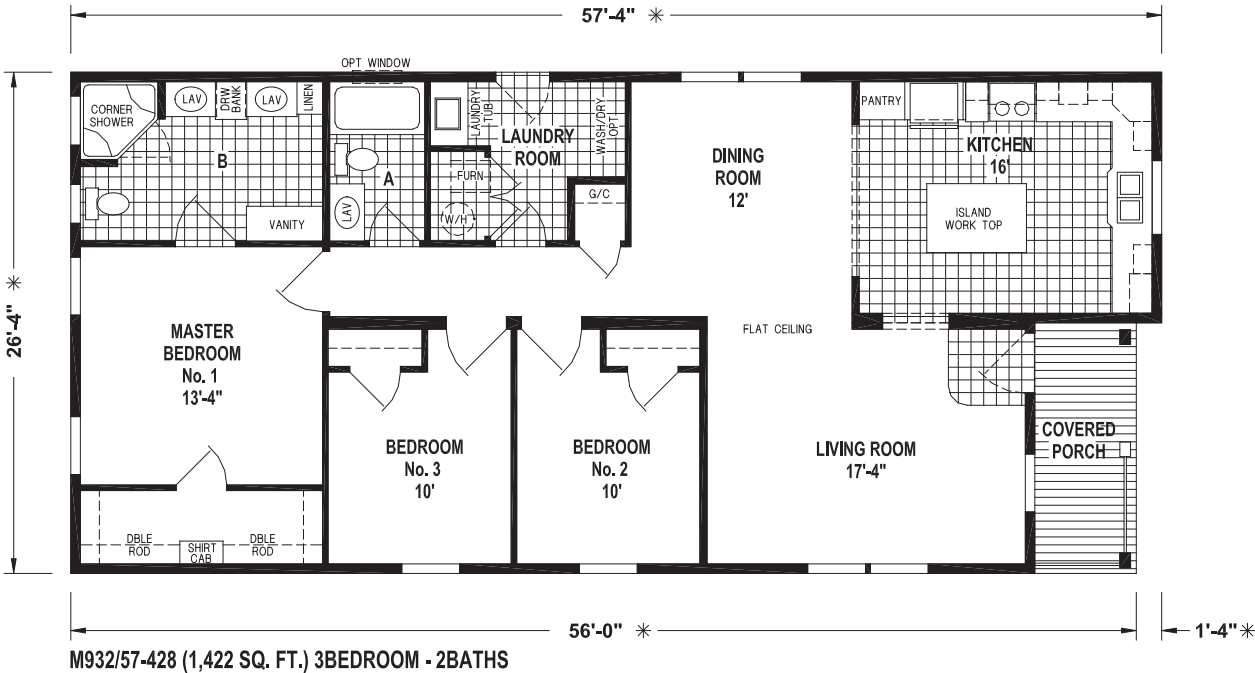 57'-4" ✳
OPT WINDOW
CORNER
SHOWER
LAV
DRW
BANK
LAV
LINEN
B
VANITY
A
LAV
LAUNDRY
TUB
LAUNDRY
ROOM
WASH/DRY
OPT.
FURN
W/H
G/C
DINING
ROOM
12'
PANTRY
KITCHEN
16'
ISLAND
WORK TOP
26'-4" ✳
MASTER
BEDROOM
No. 1
13'-4"
FLAT CEILING
BEDROOM
No. 3
10'
BEDROOM
No. 2
10'
LIVING ROOM
17'-4"
COVERED
PORCH
DBLE
ROD
SHIRT
CAB
DBLE
ROD
56'-0" ✳
1'-4" ✳
M932/57-428 (1,422 SQ. FT.) 3BEDROOM - 2BATHS